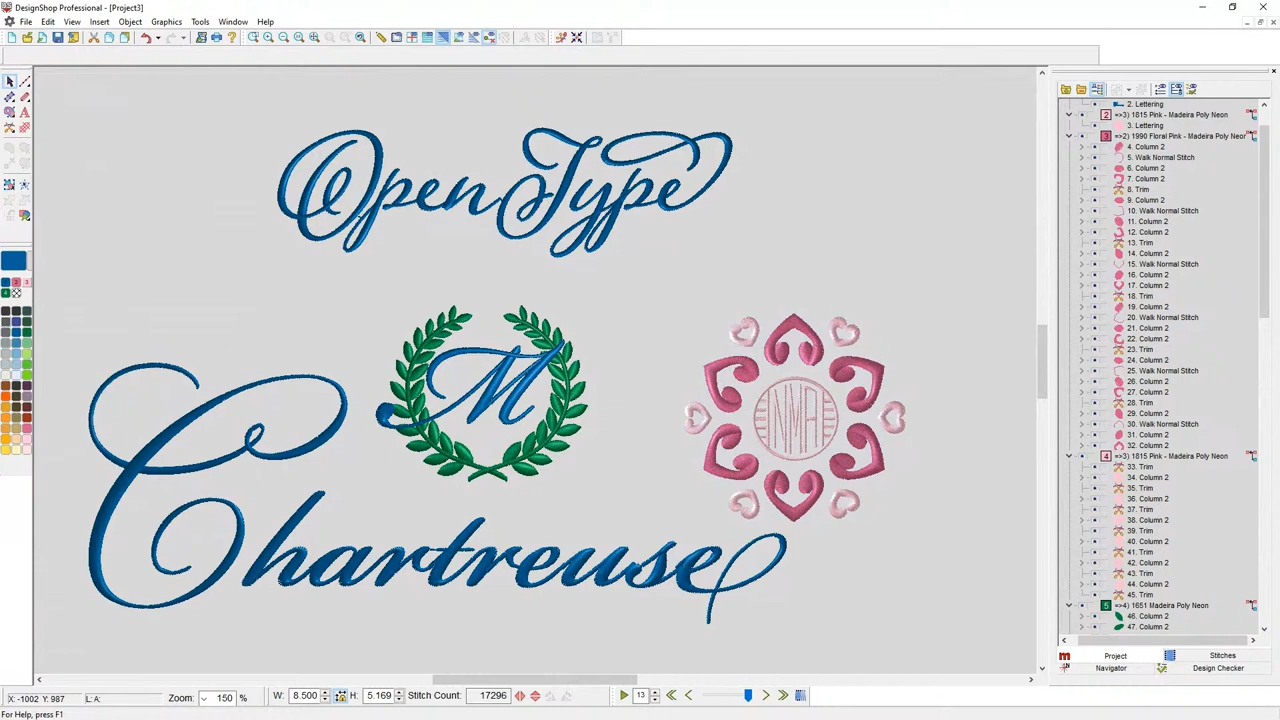 DesignShop Professional - [Project3]
File Edit View Insert Object Graphics Tools Window Help
OpenType
M
NMA
Chartreuse
2. Lettering
2 =>3) 1815 Pink - Madeira Poly Neon
3. Lettering
3 =>2) 1990 Floral Pink - Madeira Poly Neon
4. Column 2
5. Walk Normal Stitch
6. Column 2
7. Column 2
8. Trim
9. Column 2
10. Walk Normal Stitch
11. Column 2
12. Column 2
13. Trim
14. Column 2
15. Walk Normal Stitch
16. Column 2
17. Column 2
18. Trim
19. Column 2
20. Walk Normal Stitch
21. Column 2
22. Column 2
23. Trim
24. Column 2
25. Walk Normal Stitch
26. Column 2
27. Column 2
28. Trim
29. Column 2
30. Walk Normal Stitch
31. Column 2
32. Column 2
4 =>3) 1815 Pink - Madeira Poly Neon
33. Trim
34. Column 2
35. Trim
36. Column 2
37. Trim
38. Column 2
39. Trim
40. Column 2
41. Trim
42. Column 2
43. Trim
44. Column 2
45. Trim
5 =>4) 1651 Madeira Poly Neon
46. Column 2
47. Column 2
Project Stitches
Navigator Design Checker
X: -1002 Y: 987 L: A: Zoom: 150 % W: 8.500 H: 5.169 Stitch Count: 17296 13
For Help, press F1